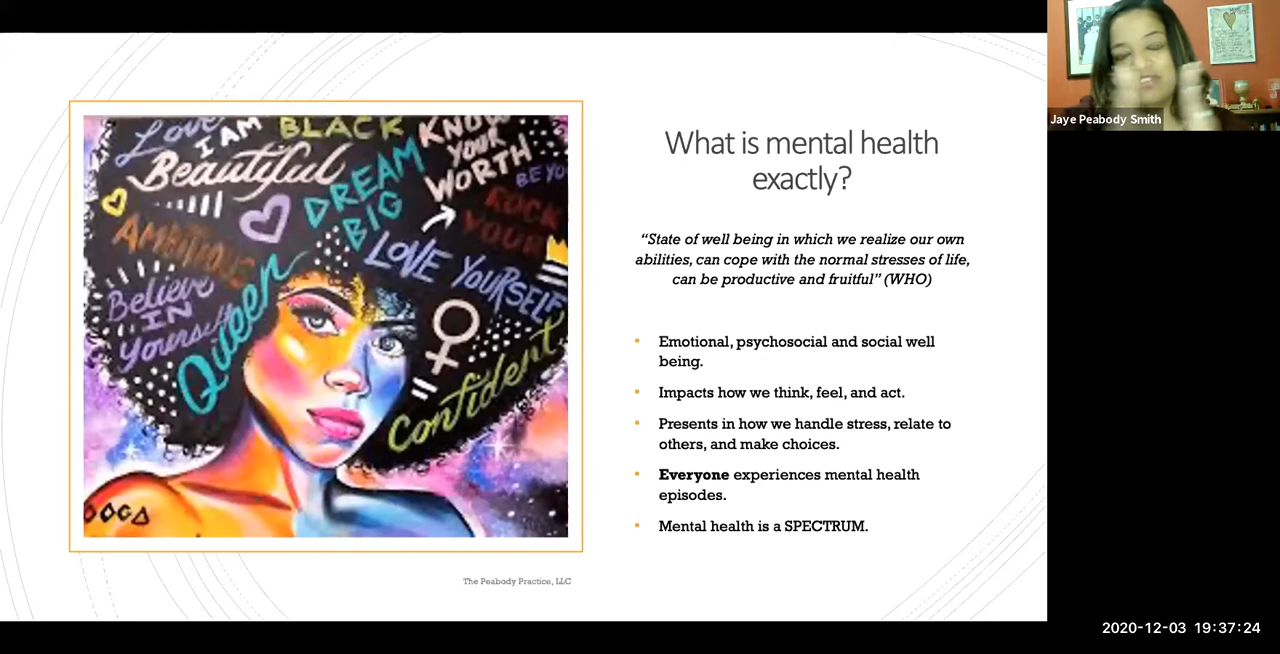 Love
I AM
BLACK
Beautiful
KNOW
YOUR
WORTH
DREAM
BIG
BE YO
ROCK
YOUR
AMBITIOUS
LOVE YOURSELF
Believe
IN
Yourself
Queen
Confident
What is mental health
exactly?
“State of well being in which we realize our own
abilities, can cope with the normal stresses of life,
can be productive and fruitful” (WHO)
• Emotional, psychosocial and social well
being.
• Impacts how we think, feel, and act.
• Presents in how we handle stress, relate to
others, and make choices.
• Everyone experiences mental health
episodes.
• Mental health is a SPECTRUM.
The Peabody Practice, LLC
Jaye Peabody Smith
2020-12-03 19:37:24